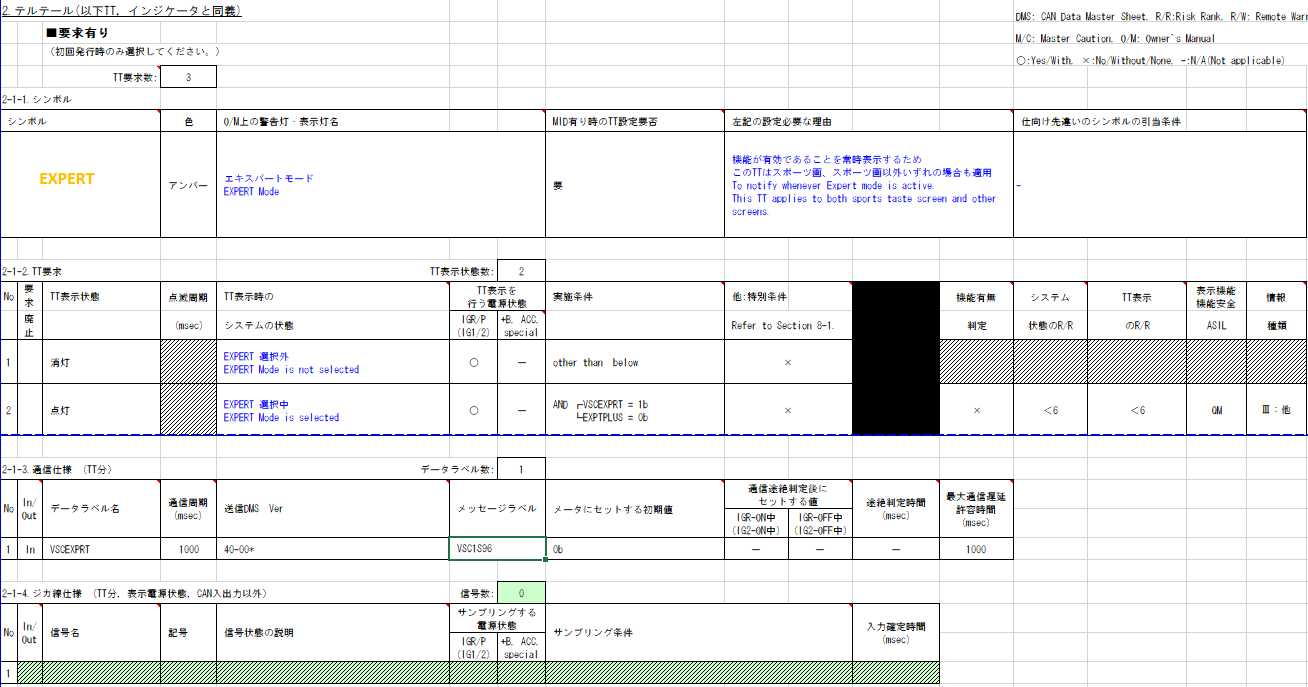 2.テルテール(以下TT, インジケータと同義)
DMS: CAN Data Master Sheet, R/R:Risk Rank, R/W: Remote Warn
■要求有り
M/C: Master Caution, O/M: Owner's Manual
(初回発行時のみ選択してください。)
○:Yes/With, ×:No/Without/None, -:N/A(Not applicable)
TT要求数: 3
2-1-1.シンボル
シンボル 色 O/M上の警告灯・表示灯名 MID有り時のTT設定要否 左記の設定必要な理由 仕向け先違いのシンボルの引当条件
EXPERT アンバー
エキスパートモード
EXPERT Mode
要
機能が有効であることを常時表示するため
このTTはスポーツ画、スポーツ画以外いずれの場合も適用
To notify whenever Expert mode is active.
This TT applies to both sports taste screen and other
screens.
-
2-1-2.TT要求 TT表示状態数: 2
No
要
求
廃
止
TT表示状態
点滅周期
(msec)
TT表示時の
システムの状態
TT表示を
行う電源状態
IGR/P
(IG1/2)
+B, ACC,
special
実施条件
他:特別条件
Refer to Section 8-1.
機能有無
判定
システム
状態のR/R
TT表示
のR/R
表示機能
機能安全
ASIL
情報
種類
1 消灯
EXPERT 選択外
EXPERT Mode is not selected
○ － other than below ×
2 点灯
EXPERT 選択中
EXPERT Mode is selected
○ －
AND ┏VSCEXPRT = 1b
┗EXPTPLUS = 0b
× × <6 <6 QM Ⅲ：他
2-1-3.通信仕様 (TT分) データラベル数: 1
No
In/
Out
データラベル名
通信周期
(msec)
送信DMS Ver
メッセージラベル
メータにセットする初期値
通信途絶判定後に
セットする値
IGR-ON中
(IG2-ON中)
IGR-OFF中
(IG2-OFF中)
途絶判定時間
(msec)
最大通信遅延
許容時間
(msec)
1 In VSCEXPRT 1000 40-00* VSC1S96 0b － － － 1000
2-1-4.ジカ線仕様 (TT分, 表示電源状態, CAN入出力以外) 信号数: 0
No
In/
Out
信号名
記号
信号状態の説明
サンプリングする
電源状態
IGR/P
(IG1/2)
+B, ACC,
special
サンプリング条件
入力確定時間
(msec)
1